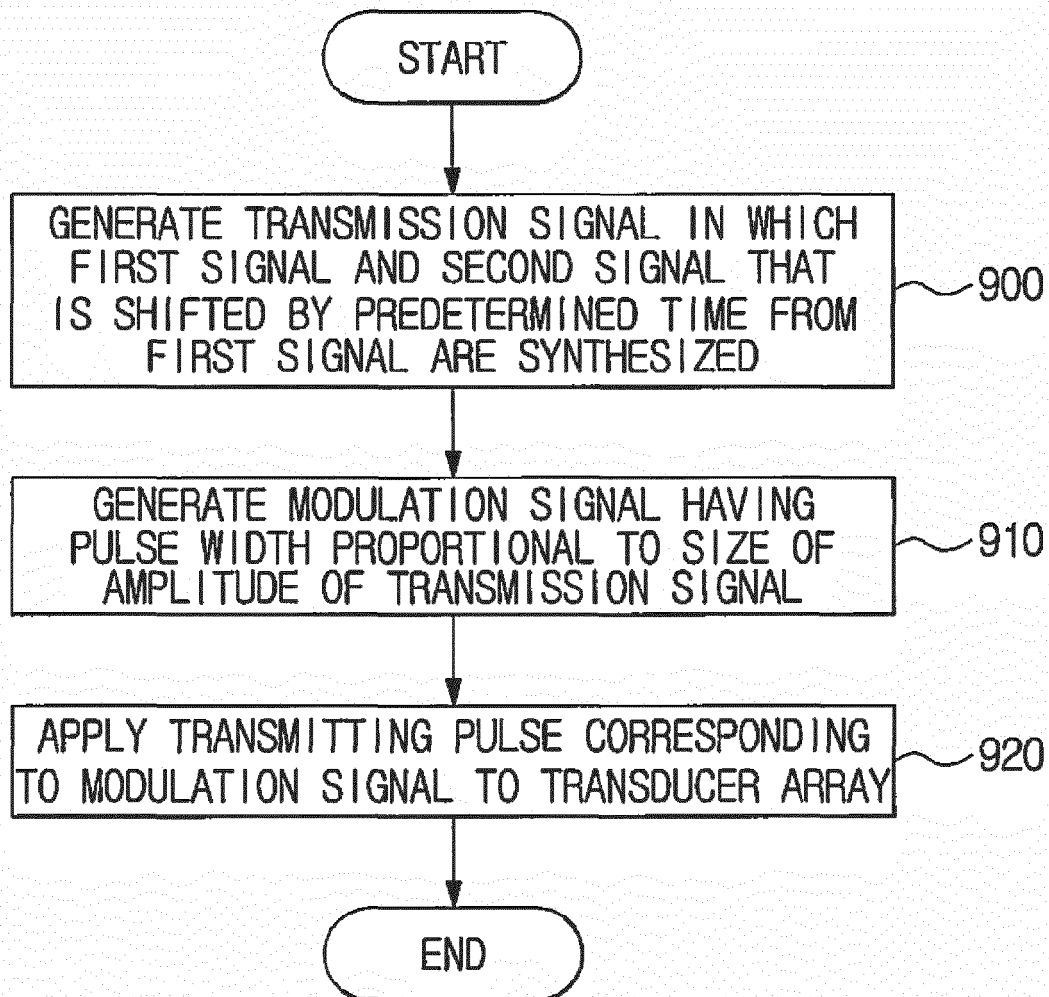 START
GENERATE TRANSMISSION SIGNAL IN WHICH
FIRST SIGNAL AND SECOND SIGNAL THAT
IS SHIFTED BY PREDETERMINED TIME FROM
FIRST SIGNAL ARE SYNTHESIZED
900
GENERATE MODULATION SIGNAL HAVING
PULSE WIDTH PROPORTIONAL TO SIZE OF
AMPLITUDE OF TRANSMISSION SIGNAL
910
APPLY TRANSMITTING PULSE CORRESPONDING
TO MODULATION SIGNAL TO TRANSDUCER ARRAY
920
END